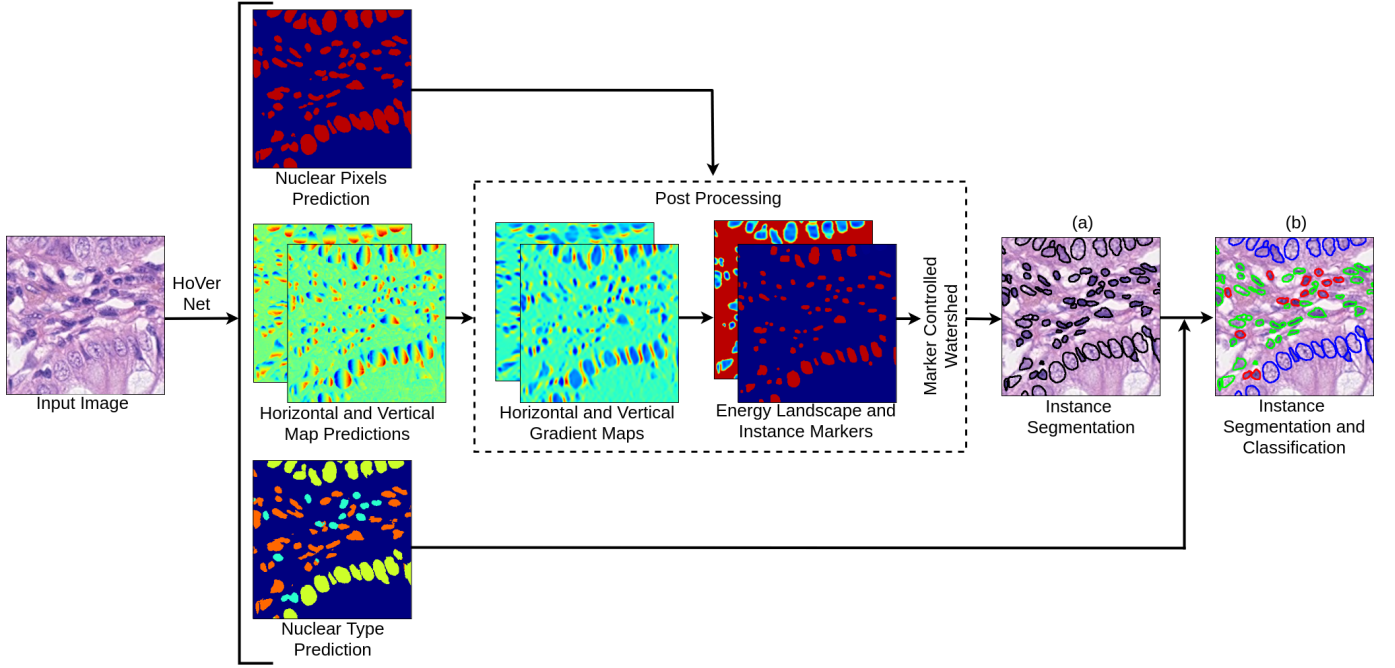 Input Image
HoVer
Net
Nuclear Pixels
Prediction
Horizontal and Vertical
Map Predictions
Nuclear Type
Prediction
Post Processing
Horizontal and Vertical
Gradient Maps
Energy Landscape and
Instance Markers
Marker Controlled
Watershed
(a)
Instance
Segmentation
(b)
Instance
Segmentation and
Classification